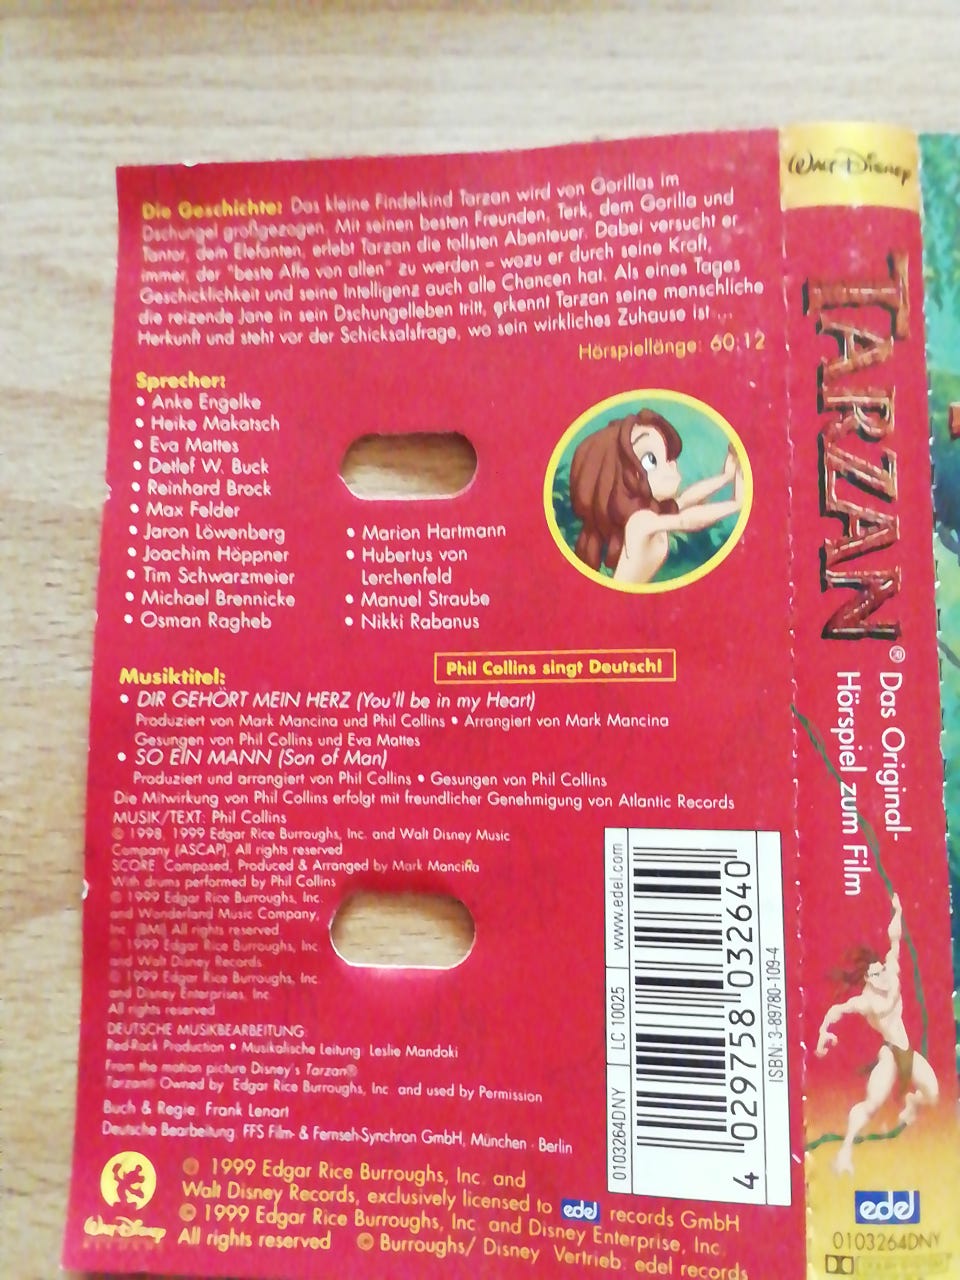 Die Geschichte: Das kleine Findelkind Tarzan wird von Gorillas im
Dschungel großgezogen. Mit seinen besten Freunden, Terk, dem Gorilla und
Tantor, dem Elefanten, erlebt Tarzan die tollsten Abenteuer. Dabei versucht er
immer, der "beste Affe von allen" zu werden – wozu er durch seine Kraft,
Geschicklichkeit und seine Intelligenz auch alle Chancen hat. Als eines Tages
die reizende Jane in sein Dschungelleben tritt, erkennt Tarzan seine menschliche
Herkunft und steht vor der Schicksalsfrage, wo sein wirkliches Zuhause ist ...
Hörspiellänge: 60:12
Sprecher:
• Anke Engelke
• Heike Makatsch
• Eva Mattes
• Detlef W. Buck
• Reinhard Brock
• Max Felder
• Jaron Löwenberg
• Joachim Höppner
• Tim Schwarzmeier
• Michael Brennicke
• Osman Ragheb
• Marion Hartmann
• Hubertus von
Lerchenfeld
• Manuel Straube
• Nikki Rabanus
Phil Collins singt Deutsch!
Musiktitel:
• DIR GEHÖRT MEIN HERZ (You'll be in my Heart)
Produziert von Mark Mancina und Phil Collins • Arrangiert von Mark Mancina
Gesungen von Phil Collins und Eva Mattes
• SO EIN MANN (Son of Man)
Produziert und arrangiert von Phil Collins • Gesungen von Phil Collins
Die Mitwirkung von Phil Collins erfolgt mit freundlicher Genehmigung von Atlantic Records
MUSIK/TEXT: Phil Collins
© 1998, 1999 Edgar Rice Burroughs, Inc. and Walt Disney Music
Company (ASCAP). All rights reserved
SCORE: Composed, Produced & Arranged by Mark Mancina
With drums performed by Phil Collins
© 1999 Edgar Rice Burroughs, Inc.
and Wonderland Music Company,
Inc. (BMI) All rights reserved
© 1999 Edgar Rice Burroughs, Inc.
and Walt Disney Records
© 1999 Edgar Rice Burroughs, Inc.
and Disney Enterprises, Inc.
All rights reserved
DEUTSCHE MUSIKBEARBEITUNG:
Red-Rock Production • Musikalische Leitung: Leslie Mandoki
From the motion picture Disney's Tarzan®
Tarzan® Owned by Edgar Rice Burroughs, Inc. and used by Permission
Buch & Regie: Frank Lenart
Deutsche Bearbeitung: FFS Film- & Fernseh-Synchron GmbH, München - Berlin
WALT DISNEY
RECORDS
℗ 1999 Edgar Rice Burroughs, Inc. and
Walt Disney Records, exclusively licensed to edel records GmbH
© 1999 Edgar Rice Burroughs, Inc. and Disney Enterprise, Inc.
All rights reserved © Burroughs/ Disney Vertrieb: edel records
0103264DNY | LC 10025 | www.edel.com
4 029758 032640
ISBN: 3-89780-109-4
WALT DISNEY
TARZAN®
Das Original-
Hörspiel zum Film
edel
0103264DNY